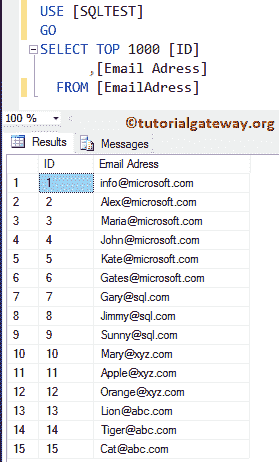 USE [SQLTEST]
GO
SELECT TOP 1000 [ID]
,[Email Adress]
FROM [EmailAdress]
100 %
©tutorialgateway.org
Results Messages
ID Email Adress
1 1 info@microsoft.com
2 2 Alex@microsoft.com
3 3 Maria@microsoft.com
4 4 John@microsoft.com
5 5 Kate@microsoft.com
6 6 Gates@microsoft.com
7 7 Gary@sql.com
8 8 Jimmy@sql.com
9 9 Sunny@sql.com
10 10 Mary@xyz.com
11 11 Apple@xyz.com
12 12 Orange@xyz.com
13 13 Lion@abc.com
14 14 Tiger@abc.com
15 15 Cat@abc.com